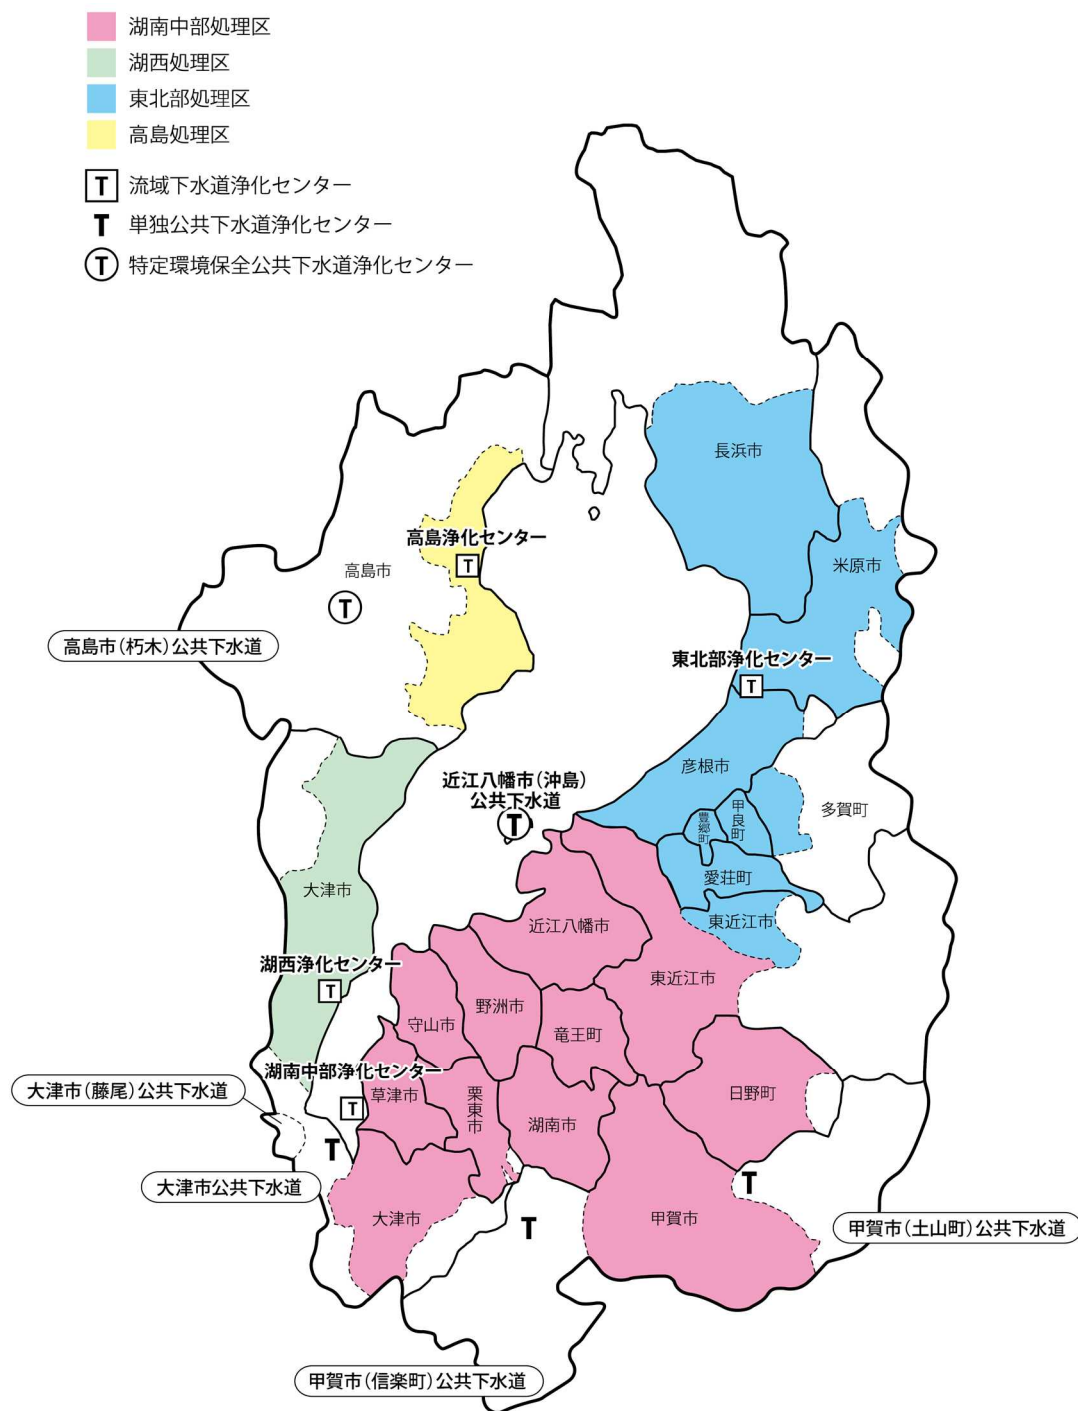 湖南中部処理区
湖西処理区
東北部処理区
高島処理区
T 流域下水道浄化センター
T 単独公共下水道浄化センター
T 特定環境保全公共下水道浄化センター
長浜市
高島浄化センター
T
米原市
高島市
T
高島市(朽木)公共下水道
東北部浄化センター
T
彦根市
近江八幡市(沖島)
公共下水道
T
豊郷町
甲良町
多賀町
愛荘町
大津市
東近江市
近江八幡市
湖西浄化センター
T
東近江市
野洲市
守山市
竜王町
湖南中部浄化センター
T
大津市(藤尾)公共下水道
草津市
栗東市
湖南市
日野町
T
大津市公共下水道
T
大津市
T
甲賀市
甲賀市(土山町)公共下水道
甲賀市(信楽町)公共下水道